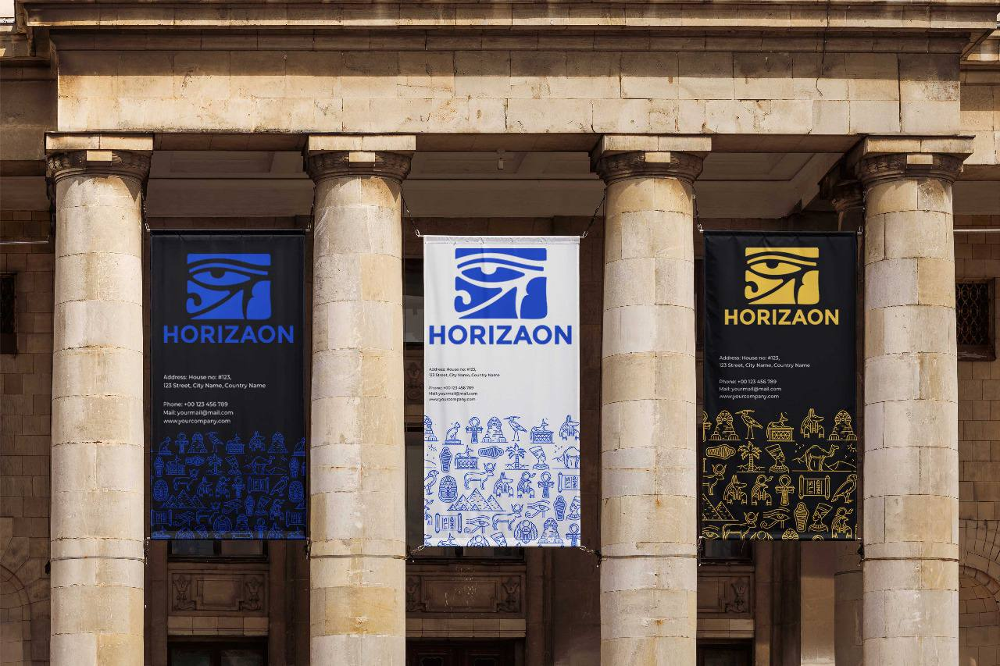 HORIZAON
Address: House no: #123,
123 Street, City Name, Country Name
Phone: +00 123 456 789
Mail: yourmail@mail.com
www.yourcompany.com
HORIZAON
Address: House no: #123,
123 Street, City Name, Country Name
Phone: +00 123 456 789
Mail: yourmail@mail.com
www.yourcompany.com
HORIZAON
Address: House no: #123,
123 Street, City Name, Country Name
Phone: +00 123 456 789
Mail: yourmail@mail.com
www.yourcompany.com